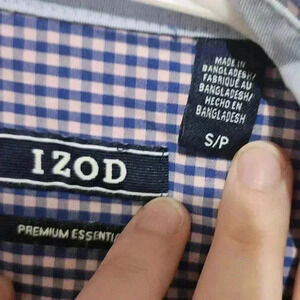 MADE IN
BANGLADESH/
FABRIQUÉ AU
BANGLADESH/
HECHO EN
BANGLADESH
S/P
IZOD
PREMIUM ESSENTI